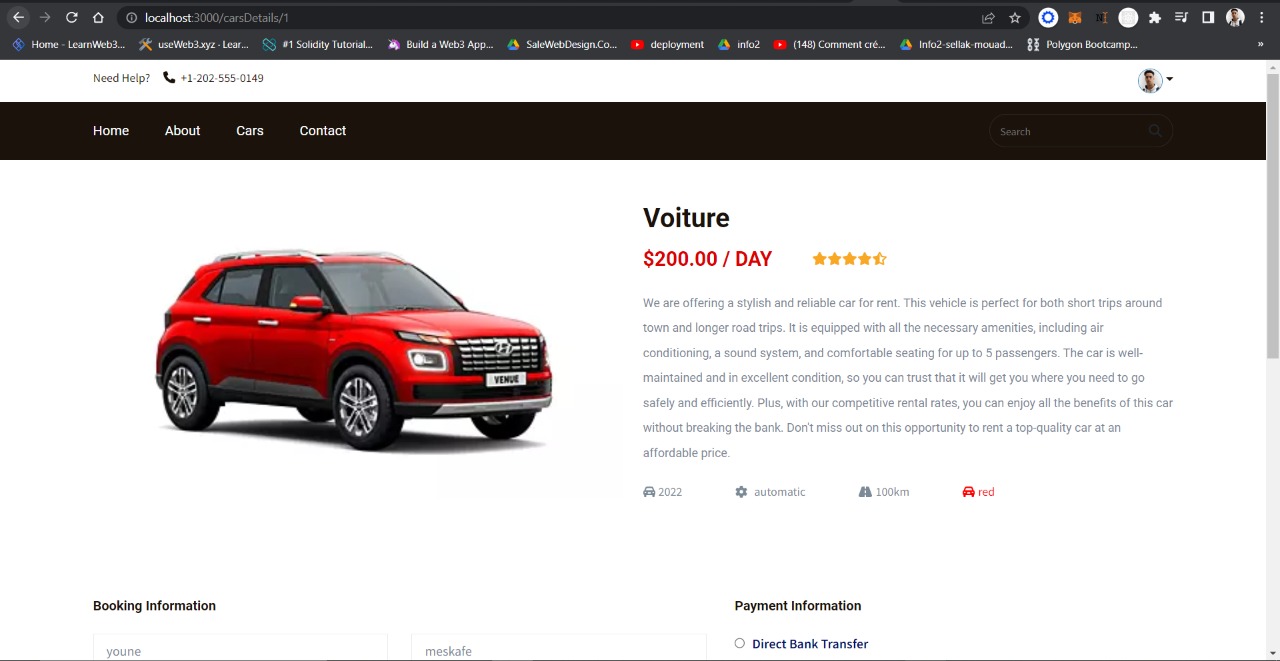 localhost:3000/carsDetails/1
Home - LearnWeb3... useWeb3.xyz - Lear... #1 Solidity Tutorial... Build a Web3 App... SaleWebDesign.Co... deployment info2 (148) Comment cré... Info2-sellak-mouad... Polygon Bootcamp... »
Need Help? +1-202-555-0149
Home About Cars Contact Search
Voiture
$200.00 / DAY
We are offering a stylish and reliable car for rent. This vehicle is perfect for both short trips around
town and longer road trips. It is equipped with all the necessary amenities, including air
conditioning, a sound system, and comfortable seating for up to 5 passengers. The car is well-
maintained and in excellent condition, so you can trust that it will get you where you need to go
safely and efficiently. Plus, with our competitive rental rates, you can enjoy all the benefits of this car
without breaking the bank. Don't miss out on this opportunity to rent a top-quality car at an
affordable price.
VENUE
2022 automatic 100km red
Booking Information Payment Information
youne meskafe Direct Bank Transfer